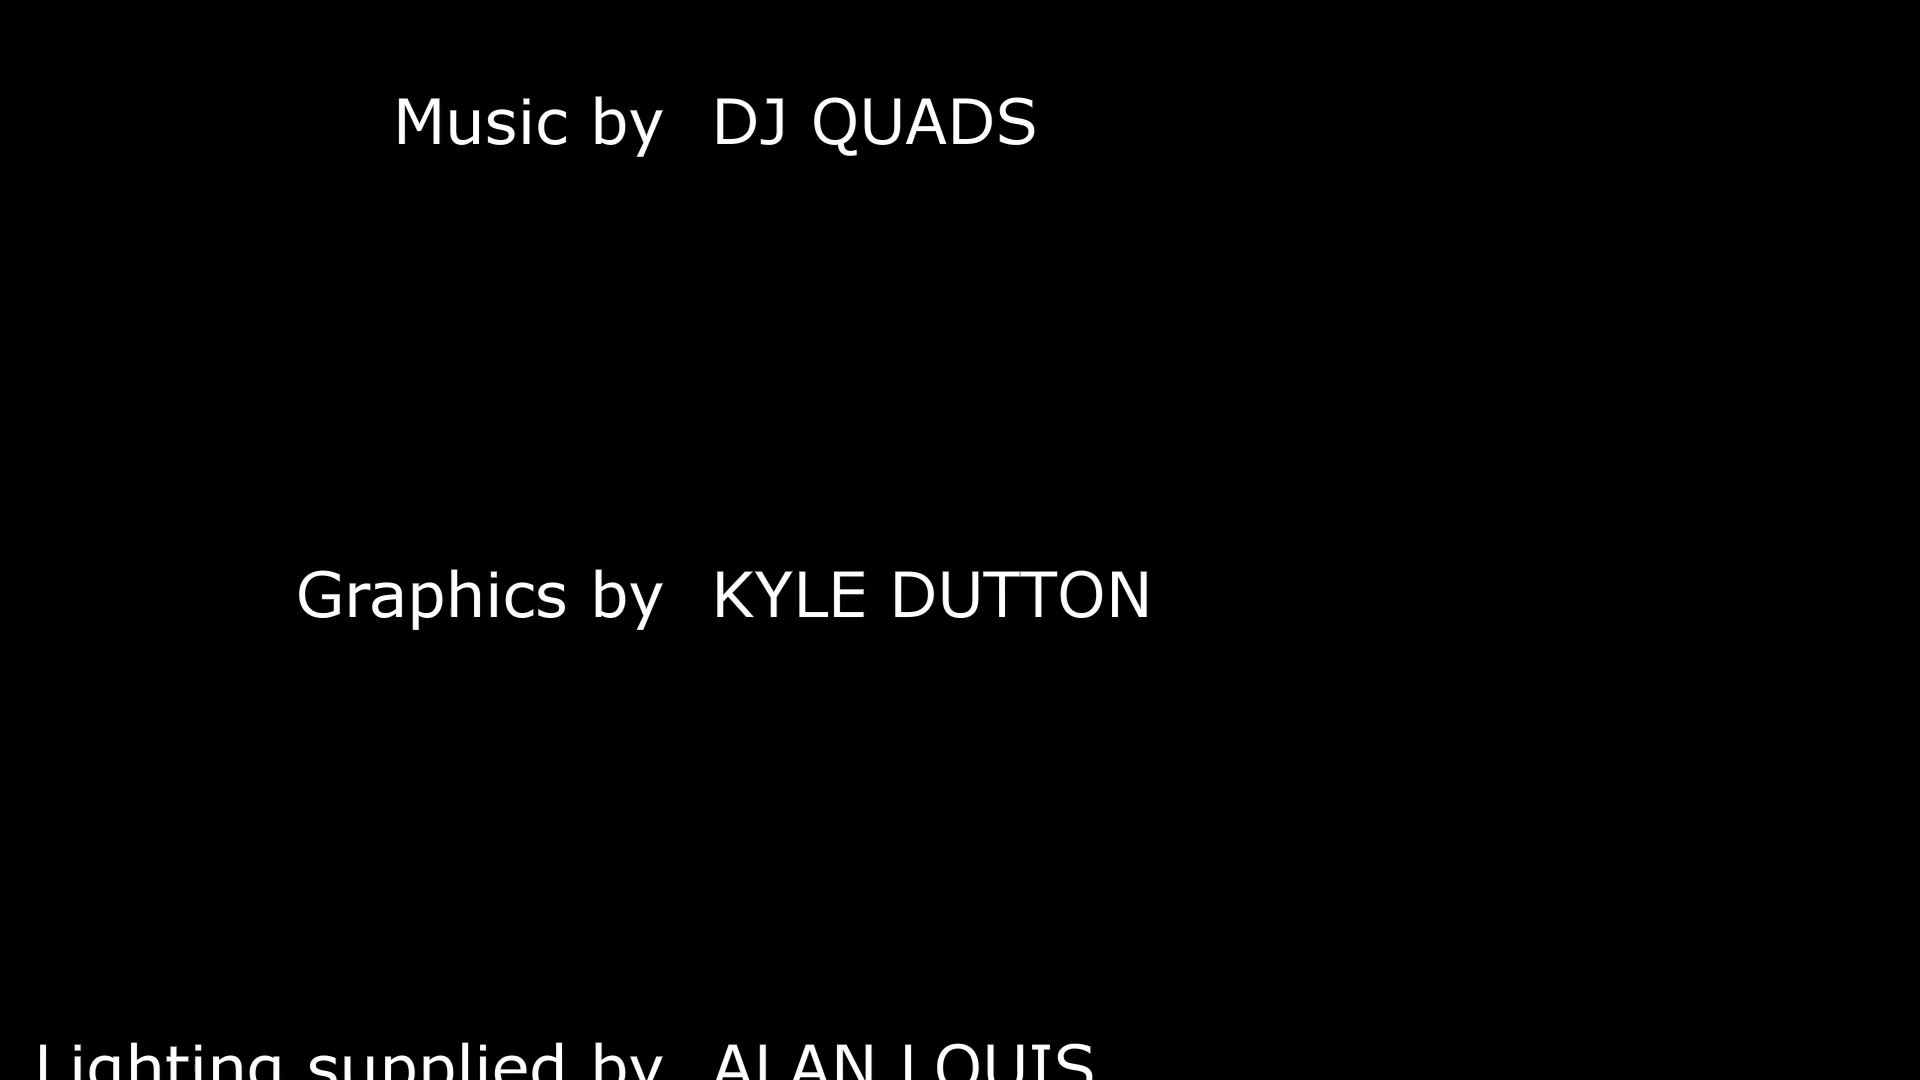 Music by DJ QUADS
Graphics by KYLE DUTTON
Lighting supplied by ALAN LOUIS